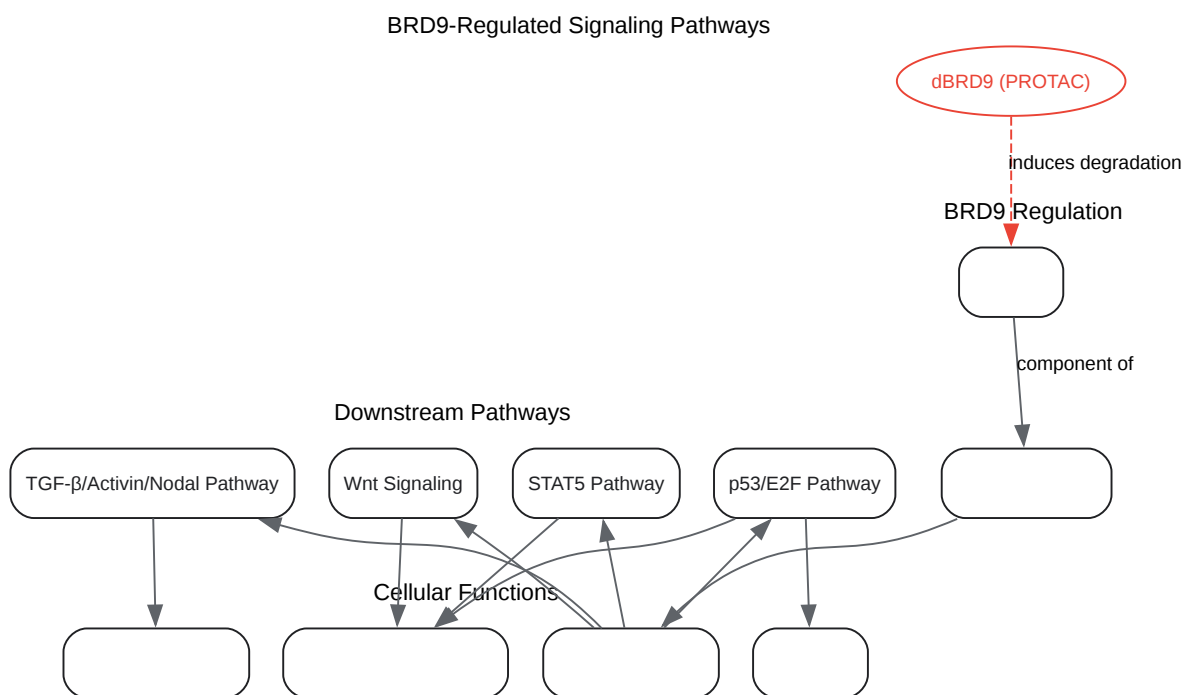 BRD9-Regulated Signaling Pathways
dBRD9 (PROTAC)
induces degradation
BRD9 Regulation
component of
Downstream Pathways
TGF-β/Activin/Nodal Pathway
Wnt Signaling
STAT5 Pathway
p53/E2F Pathway
Cellular Functions